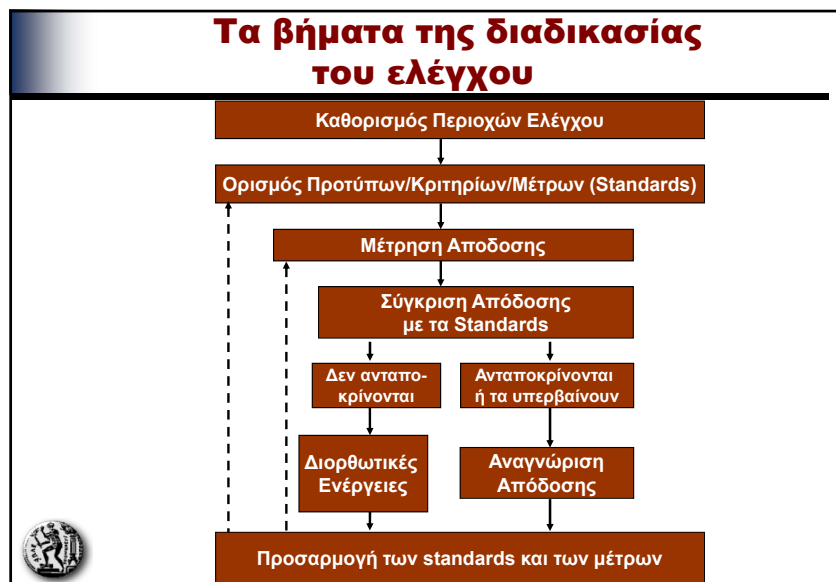 Τα βήματα της διαδικασίας
του ελέγχου
Καθορισμός Περιοχών Ελέγχου
Ορισμός Προτύπων/Κριτηρίων/Μέτρων (Standards)
Μέτρηση Αποδοσης
Σύγκριση Απόδοσης
με τα Standards
Δεν ανταπο-
κρίνονται
Ανταποκρίνονται
ή τα υπερβαίνουν
Διορθωτικές
Ενέργειες
Αναγνώριση
Απόδοσης
Προσαρμογή των standards και των μέτρων